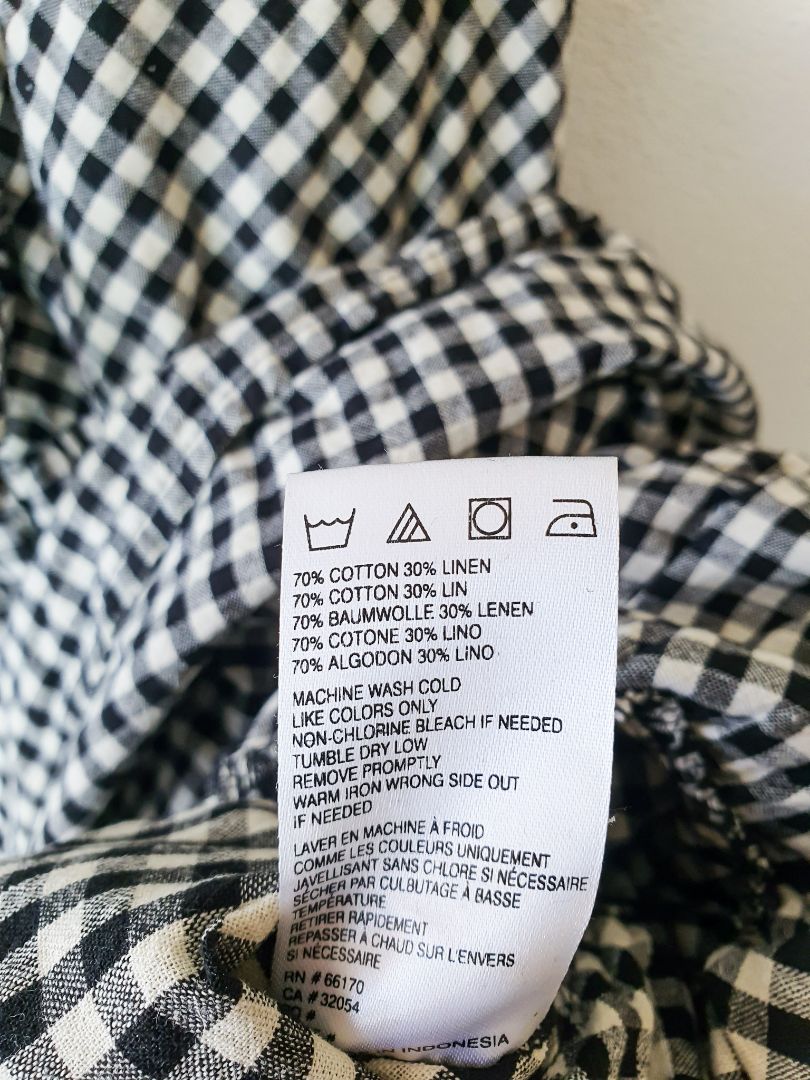 70% COTTON 30% LINEN
70% COTTON 30% LIN
70% BAUMWOLLE 30% LENEN
70% COTONE 30% LINO
70% ALGODON 30% LINO
MACHINE WASH COLD
LIKE COLORS ONLY
NON-CHLORINE BLEACH IF NEEDED
TUMBLE DRY LOW
REMOVE PROMPTLY
WARM IRON WRONG SIDE OUT
IF NEEDED
LAVER EN MACHINE À FROID
COMME LES COULEURS UNIQUEMENT
JAVELLISANT SANS CHLORE SI NÉCESSAIRE
SÉCHER PAR CULBUTAGE À BASSE
TEMPÉRATURE
RETIRER RAPIDEMENT
REPASSER À CHAUD SUR L'ENVERS
SI NÉCESSAIRE
RN # 66170
CA # 32054
#
INDONESIA